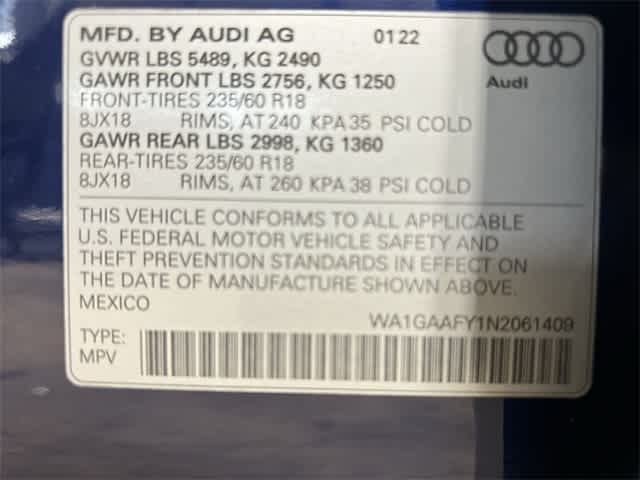 MFD. BY AUDI AG 01 22
GVWR LBS 5489, KG 2490
GAWR FRONT LBS 2756, KG 1250
FRONT-TIRES 235/60 R18
8JX18 RIMS, AT 240 KPA 35 PSI COLD
GAWR REAR LBS 2998, KG 1360
REAR-TIRES 235/60 R18
8JX18 RIMS, AT 260 KPA 38 PSI COLD
Audi
THIS VEHICLE CONFORMS TO ALL APPLICABLE
U.S. FEDERAL MOTOR VEHICLE SAFETY AND
THEFT PREVENTION STANDARDS IN EFFECT ON
THE DATE OF MANUFACTURE SHOWN ABOVE.
MEXICO
WA1GAAFY1N2061409
TYPE:
MPV